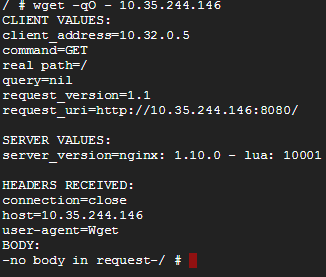 / # wget -qO - 10.35.244.146
CLIENT VALUES:
client_address=10.32.0.5
command=GET
real path=/
query=nil
request_version=1.1
request_uri=http://10.35.244.146:8080/

SERVER VALUES:
server_version=nginx: 1.10.0 - lua: 10001

HEADERS RECEIVED:
connection=close
host=10.35.244.146
user-agent=Wget
BODY:
-no body in request-/ #